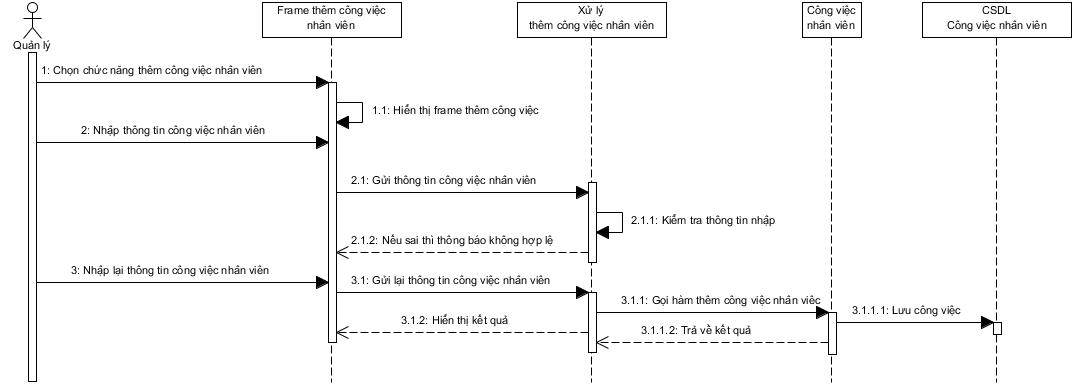 Frame thêm công việc
nhân viên
Xử lý
thêm công việc nhân viên
Công việc
nhân viên
CSDL
Công việc nhân viên
Quản lý
1: Chọn chức năng thêm công việc nhân viên
1.1: Hiển thị frame thêm công việc
2: Nhập thông tin công việc nhân viên
2.1: Gửi thông tin công việc nhân viên
2.1.1: Kiểm tra thông tin nhập
2.1.2: Nếu sai thì thông báo không hợp lệ
3: Nhập lại thông tin công việc nhân viên
3.1: Gửi lại thông tin công việc nhân viên
3.1.1: Gọi hàm thêm công việc nhân viêc
3.1.1.1: Lưu công việc
3.1.2: Hiển thị kết quả
3.1.1.2: Trả về kết quả